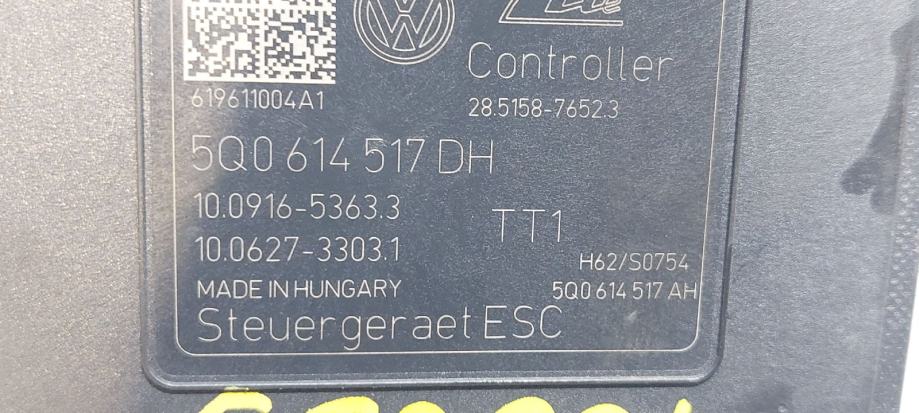 Ate
Controller
619611004A1
28.5158-7652.3
5Q0 614 517 DH
10.0916-5363.3
TT1
10.0627-3303.1
H62/S0754
MADE IN HUNGARY
5Q0 614 517 AH
Steuergeraet ESC